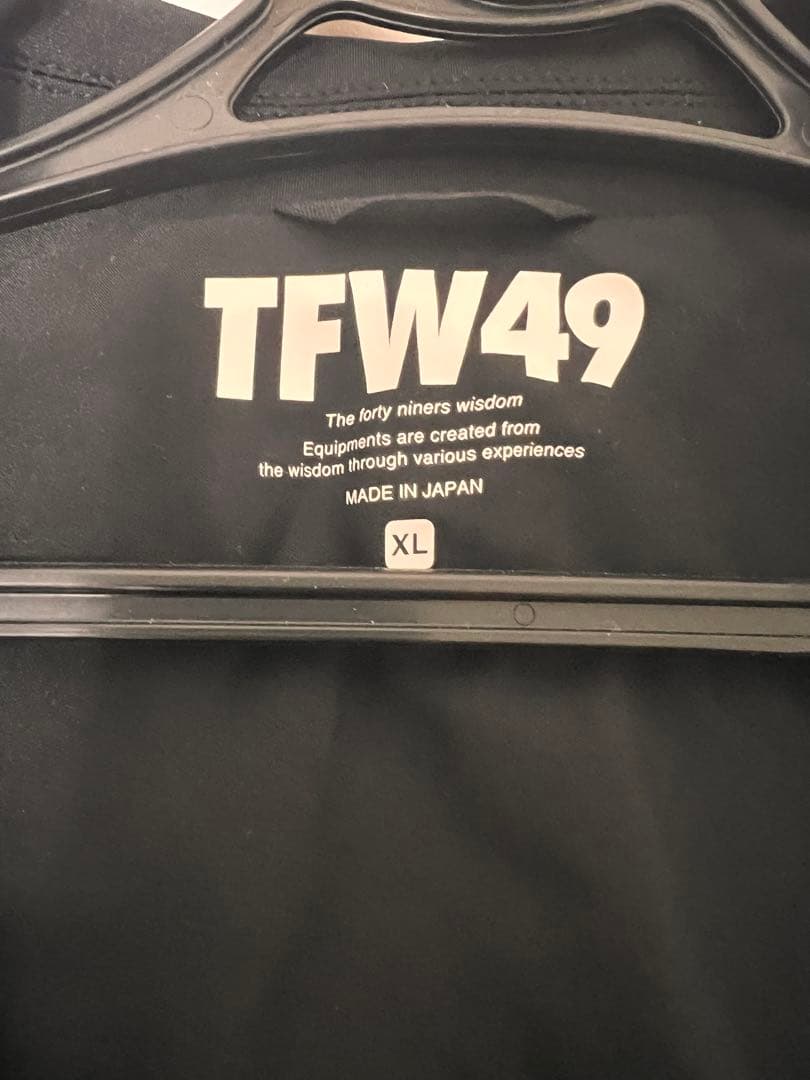 TFW49
The forty niners wisdom
Equipments are created from
the wisdom through various experiences
MADE IN JAPAN
XL